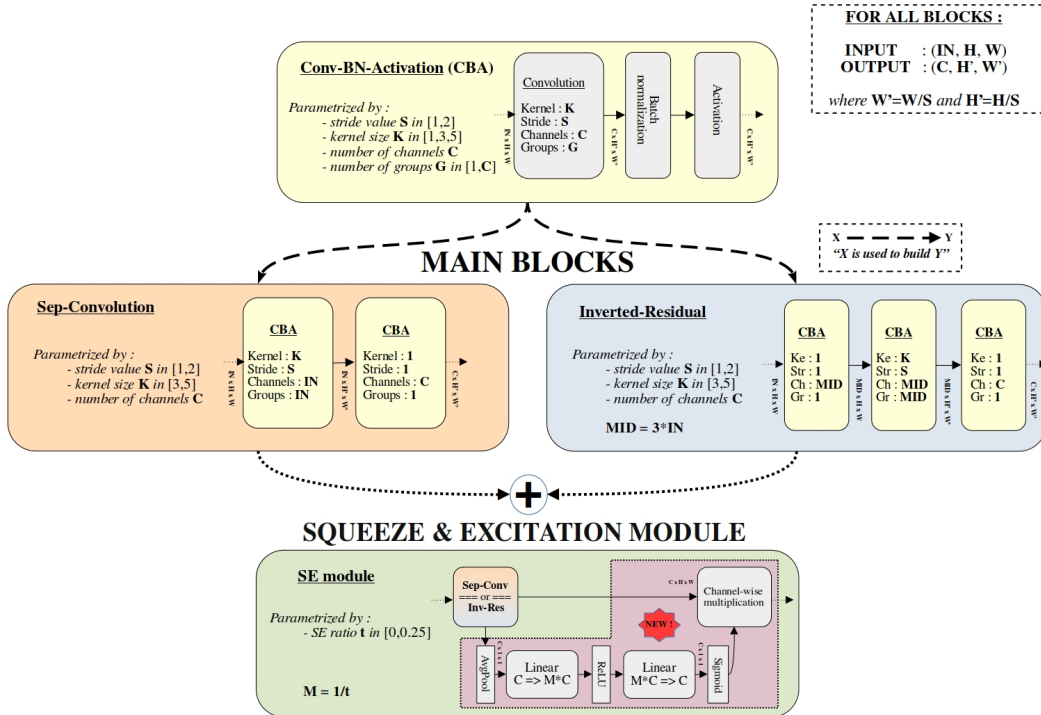 FOR ALL BLOCKS :
INPUT : (IN, H, W)
OUTPUT : (C, H', W')
where W'=W/S and H'=H/S
Conv-BN-Activation (CBA)
Parametrized by :
- stride value S in [1,2]
- kernel size K in [1,3,5]
- number of channels C
- number of groups G in [1,C]
IN x H x W
Convolution
Kernel : K
Stride : S
Channels : C
Groups : G
C x H' x W'
Batch
normalization
Activation
C x H' x W'
X Y
“X is used to build Y”
MAIN BLOCKS
Sep-Convolution
Parametrized by :
- stride value S in [1,2]
- kernel size K in [3,5]
- number of channels C
IN x H x W
CBA
Kernel : K
Stride : S
Channels : IN
Groups : IN
IN x H' x W'
CBA
Kernel : 1
Stride : 1
Channels : C
Groups : 1
C x H' x W'
Inverted-Residual
Parametrized by :
- stride value S in [1,2]
- kernel size K in [3,5]
- number of channels C
MID = 3*IN
IN x H x W
CBA
Ke : 1
Str : 1
Ch : MID
Gr : 1
MID x H x W
CBA
Ke : K
Str : S
Ch : MID
Gr : MID
MID x H' x W'
CBA
Ke : 1
Str : 1
Ch : C
Gr : 1
C x H' x W'
+
SQUEEZE & EXCITATION MODULE
SE module
Parametrized by :
- SE ratio t in [0,0.25]
M = 1/t
Sep-Conv
=== or ===
Inv-Res
C x H x W
Channel-wise
multiplication
NEW !
AvgPool
C x 1 x 1
Linear
C => M*C
ReLU
Linear
M*C => C
C x 1 x 1
Sigmoid